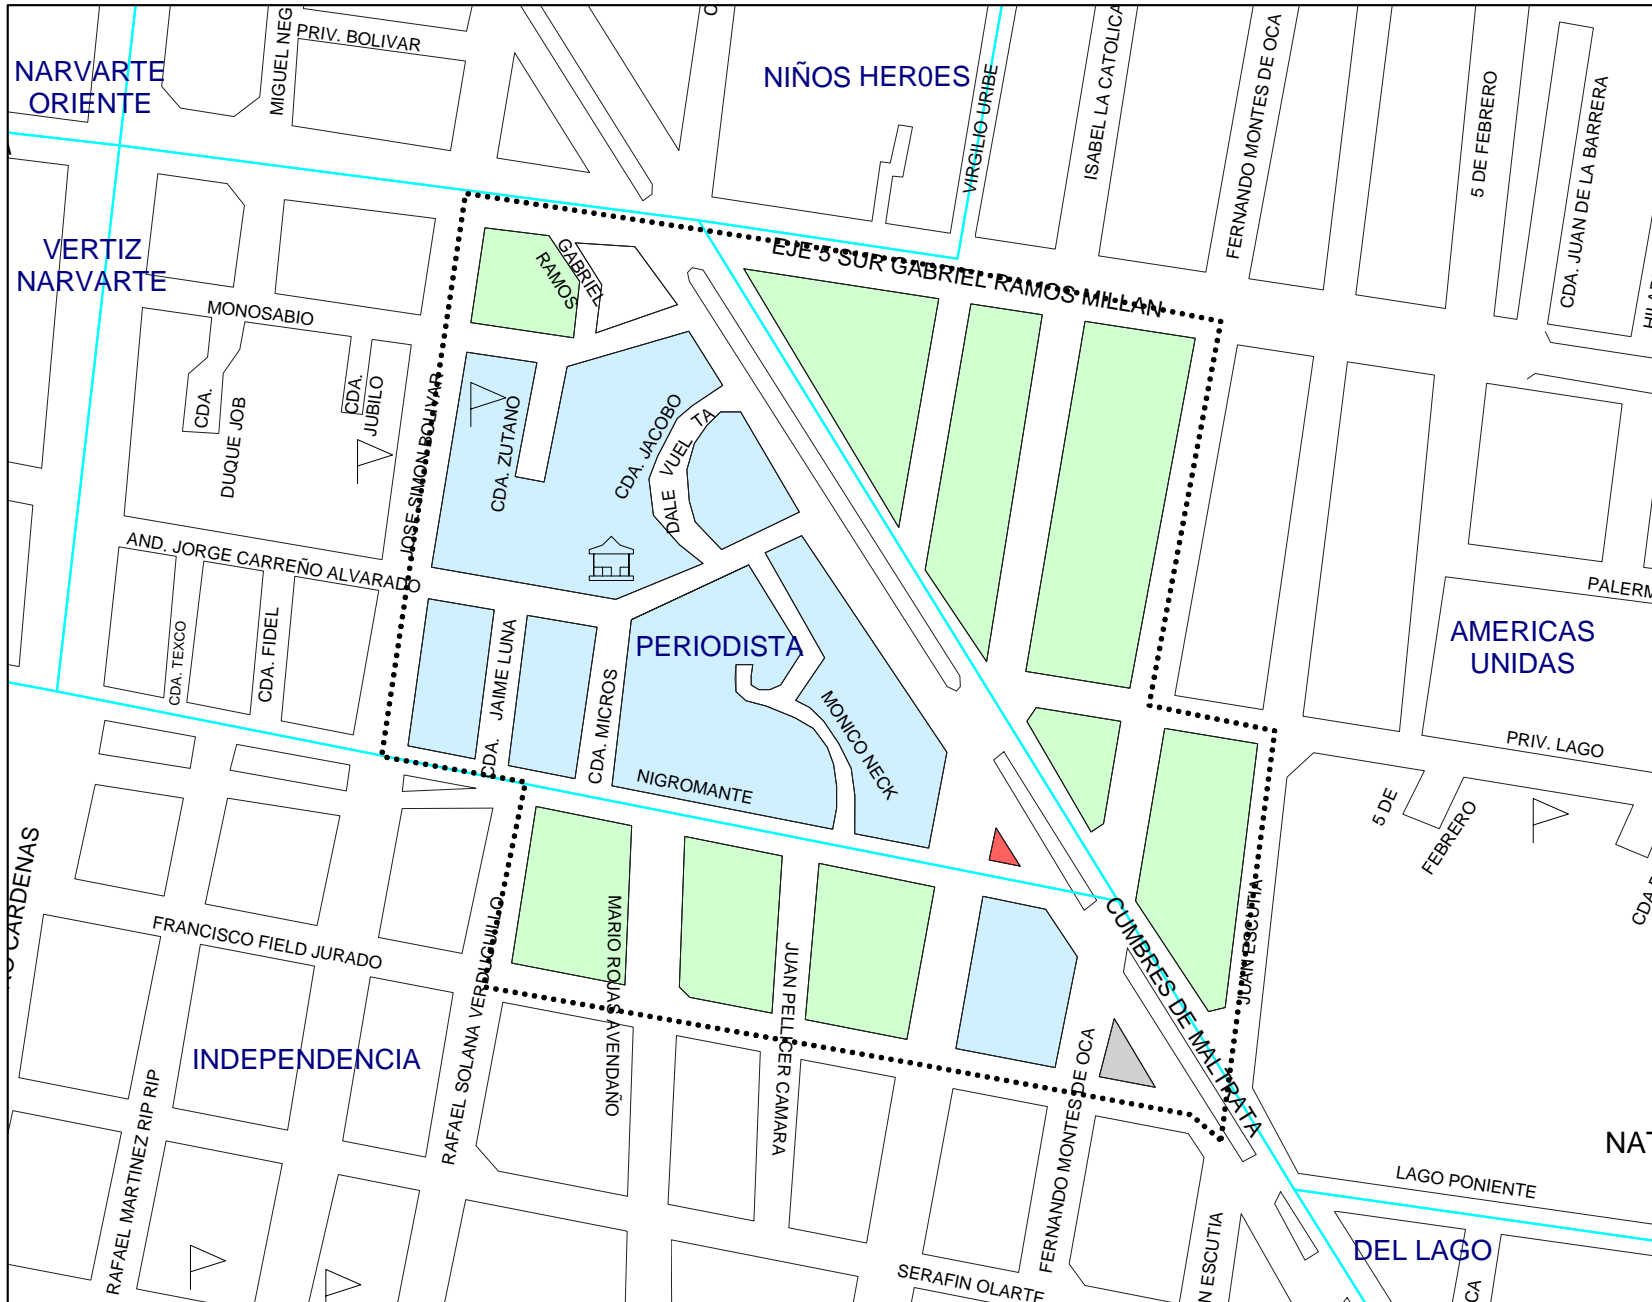 PRIV. BOLIVAR
MIGUEL NEG
NARVARTE
ORIENTE
NIÑOS HER0ES
VIRGILIO URIBE
ISABEL LA CATOLICA
FERNANDO MONTES DE OCA
5 DE FEBRERO
CDA. JUAN DE LA BARRERA
VERTIZ
NARVARTE
GABRIEL
RAMOS
EJE 5 SUR GABRIEL RAMOS MILLAN
MONOSABIO
CDA.
DUQUE JOB
CDA.
JUBILO
JOSE SIMON BOLIVAR
CDA. ZUTANO
CDA. JACOBO
DALE VUEL TA
AND. JORGE CARREÑO ALVARADO
CDA. TEXCO
CDA. FIDEL
CDA. JAIME LUNA
CDA. MICROS
PERIODISTA
MONICO NECK
NIGROMANTE
PALERM
AMERICAS
UNIDAS
PRIV. LAGO
5 DE
FEBRERO
CARDENAS
FRANCISCO FIELD JURADO
RAFAEL SOLANA VERDUGUILLO
MARIO ROJAS AVENDAÑO
JUAN PELLICER CAMARA
CUMBRES DE MALTRATA
JUAN ESCUTIA
CDA
INDEPENDENCIA
RAFAEL MARTINEZ RIP RIP
FERNANDO MONTES DE OCA
NAT
LAGO PONIENTE
DEL LAGO
SERAFIN OLARTE
N ESCUTIA
CA